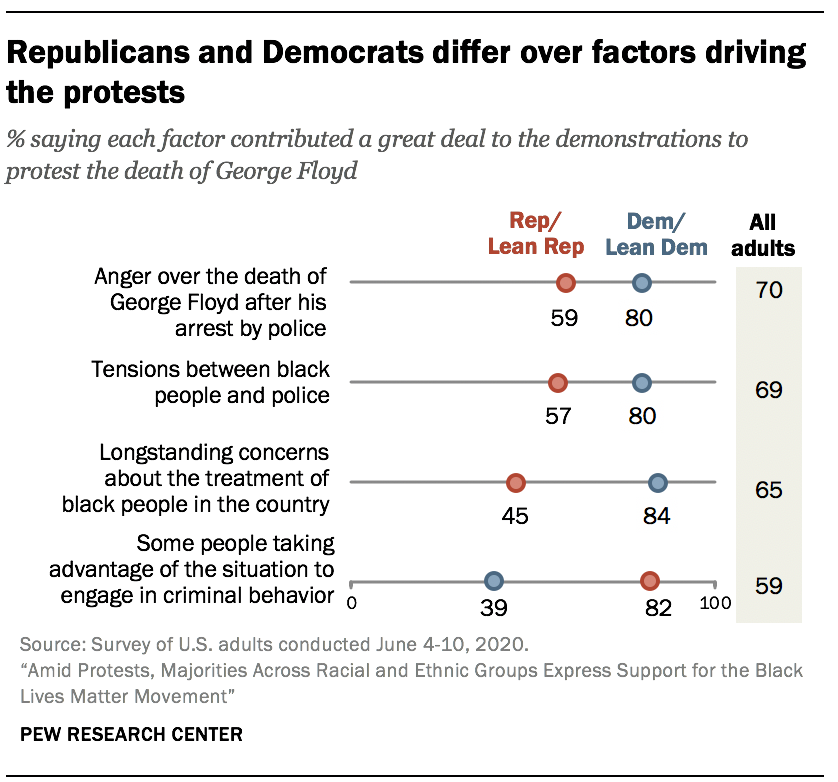 Republicans and Democrats differ over factors driving
the protests
% saying each factor contributed a great deal to the demonstrations to
protest the death of George Floyd
Rep/
Lean Rep
Dem/
Lean Dem
All
adults
Anger over the death of
George Floyd after his
arrest by police
59
80
70
Tensions between black
people and police
57
80
69
Longstanding concerns
about the treatment of
black people in the country
45
84
65
Some people taking
advantage of the situation to
engage in criminal behavior
0
39
82
100
59
Source: Survey of U.S. adults conducted June 4-10, 2020.
“Amid Protests, Majorities Across Racial and Ethnic Groups Express Support for the Black
Lives Matter Movement”
PEW RESEARCH CENTER